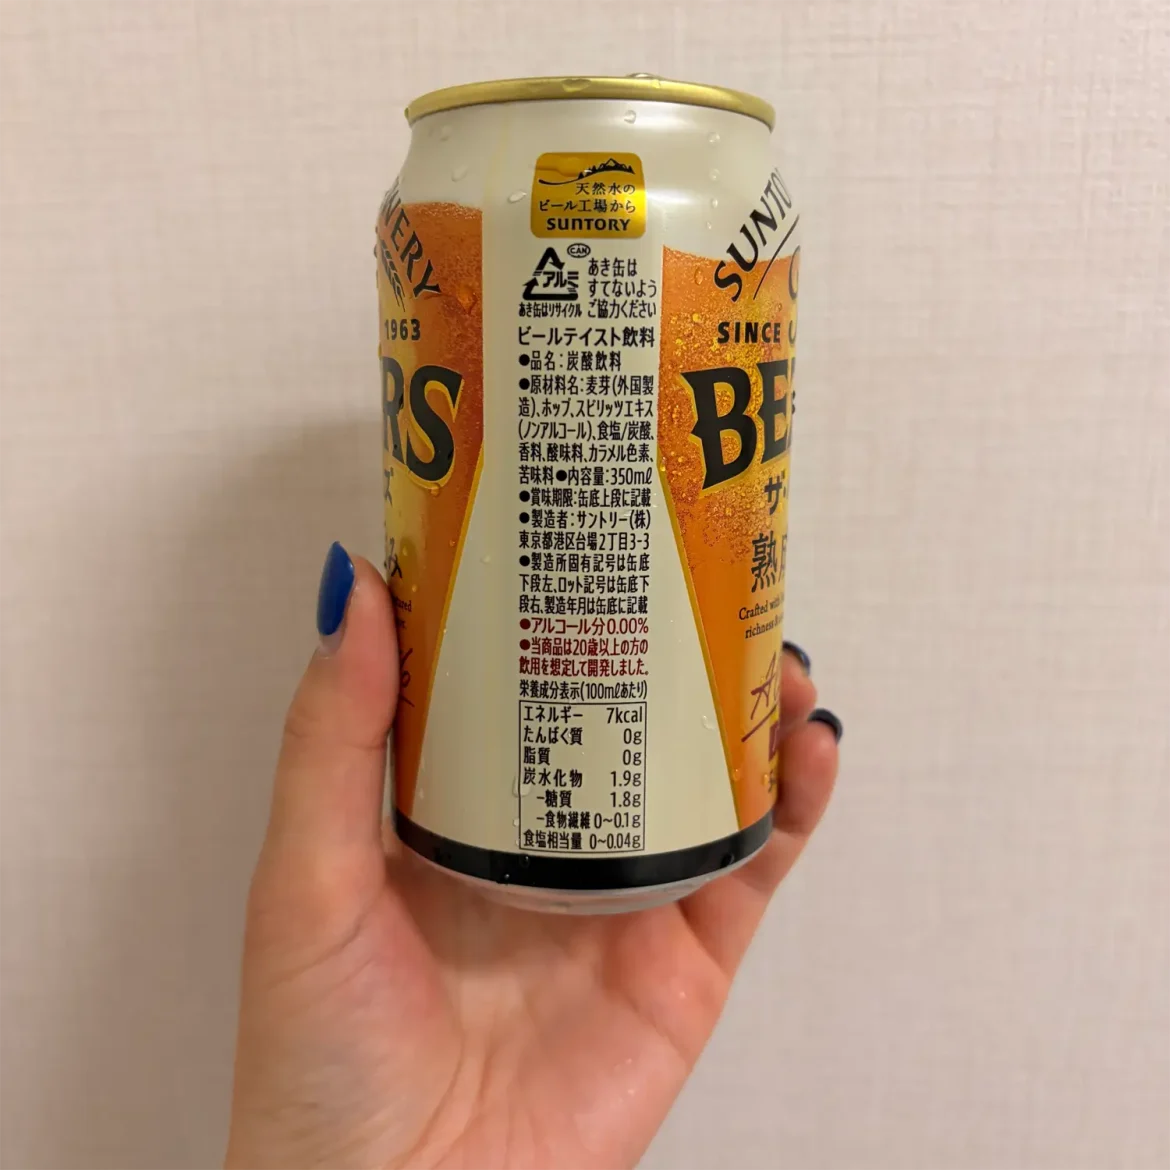 天然水の
ビール工場から
SUNTORY
CAN
アルミ
あき缶はリサイクル
あき缶は
すてないよう
ご協力ください
ビールテイスト飲料
●品名:炭酸飲料
●原材料名:麦芽(外国製
造)、ホップ、スピリッツエキス
(ノンアルコール)、食塩/炭酸、
香料、酸味料、カラメル色素、
苦味料●内容量:350mℓ
●賞味期限:缶底上段に記載
●製造者:サントリー(株)
東京都港区台場2丁目3-3
●製造所固有記号は缶底
下段左、ロット記号は缶底下
段右、製造年月は缶底に記載
●アルコール分0.00%
●当商品は20歳以上の方の
飲用を想定して開発しました。
栄養成分表示(100mℓあたり)
エネルギー 7kcal
たんぱく質 0g
脂質 0g
炭水化物 1.9g
-糖質 1.8g
-食物繊維 0~0.1g
食塩相当量 0~0.04g
1963
RS
SUNTO
SINCE
BEE
ザ・
熟
Crafted with
richness